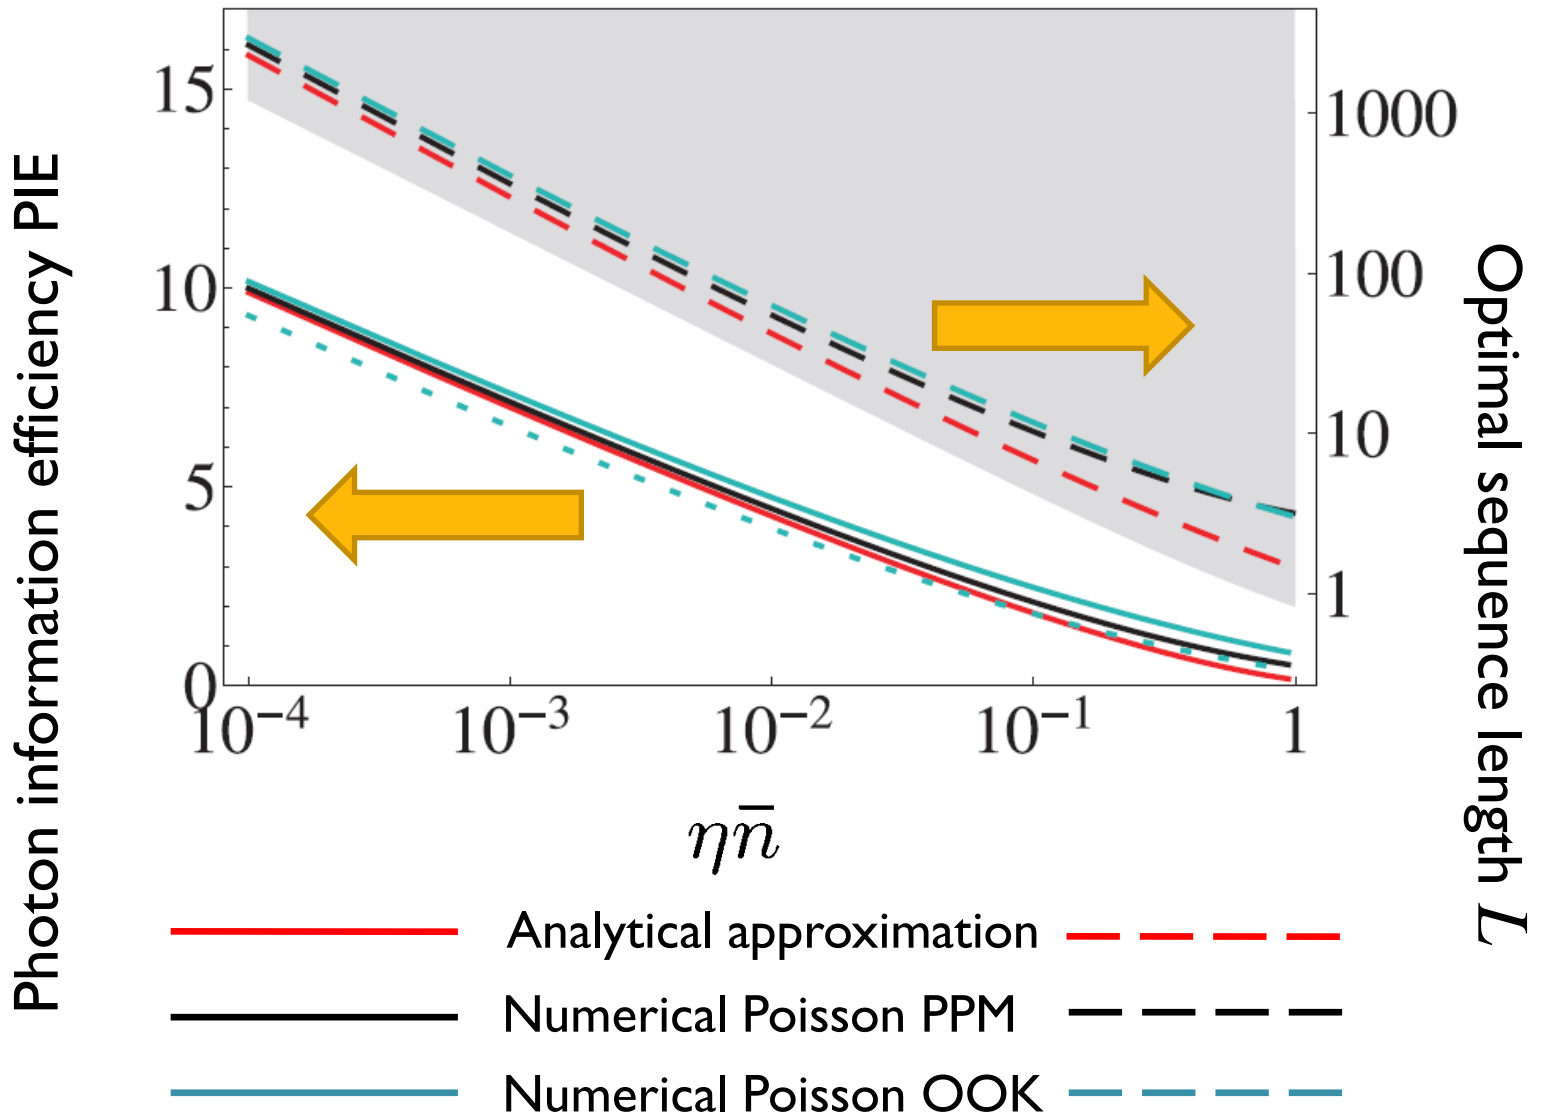 Photon information efficiency PIE
15
10
5
0
1000
100
10
1
Optimal sequence length L
10⁻⁴ 10⁻³ 10⁻² 10⁻¹ 1
ηn̄
Analytical approximation
Numerical Poisson PPM
Numerical Poisson OOK